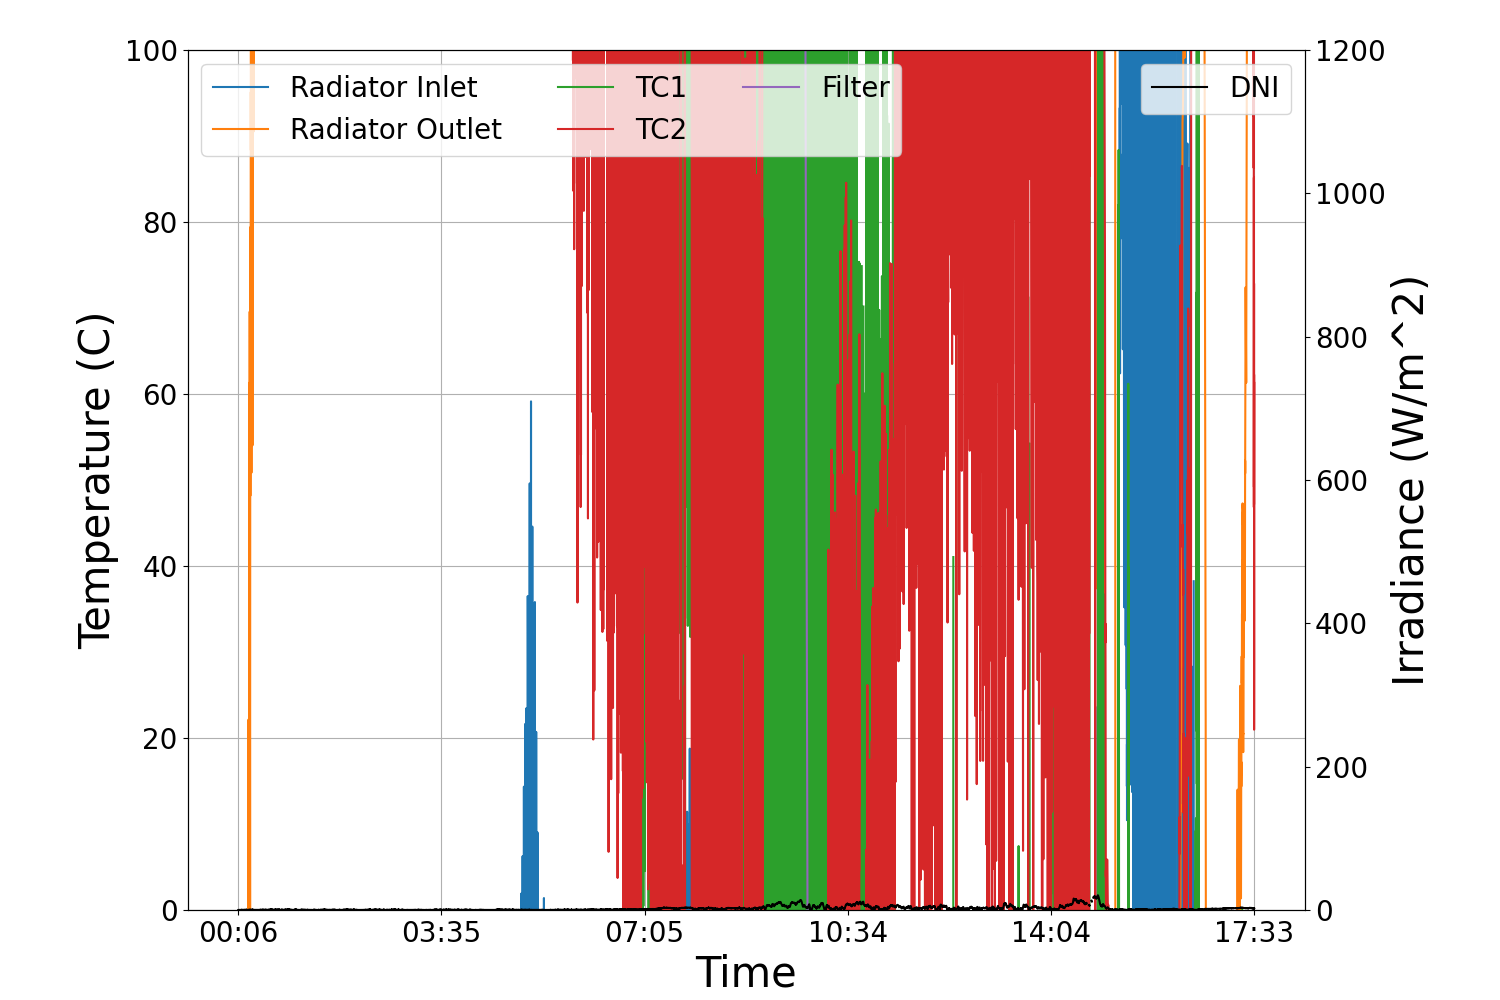 100
80
60
40
20
0
Temperature (C)
Radiator Inlet
Radiator Outlet
TC1
TC2
Filter
DNI
1200
1000
800
600
400
200
0
Irradiance (W/m^2)
00:06
03:35
07:05
10:34
14:04
17:33
Time